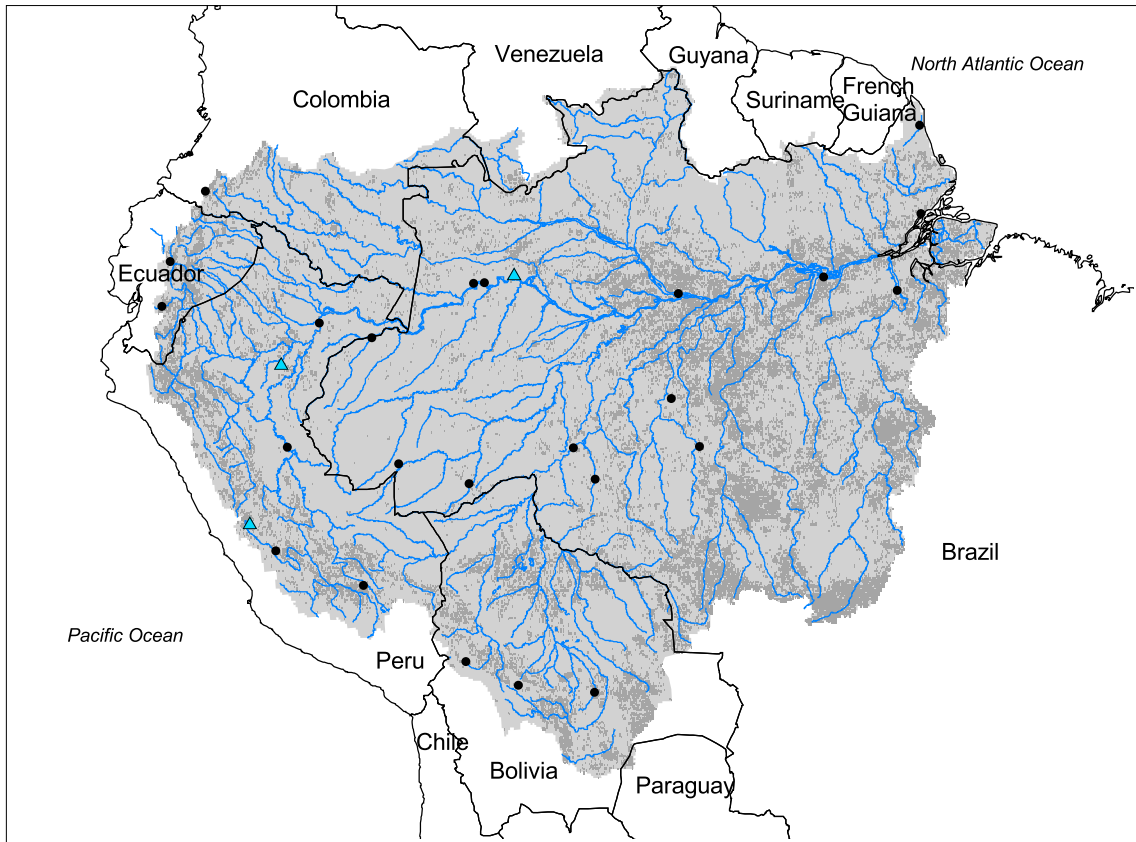 Venezuela
Guyana
North Atlantic Ocean
Colombia
Suriname
French
Guiana
Ecuador
Brazil
Pacific Ocean
Peru
Chile
Bolivia
Paraguay